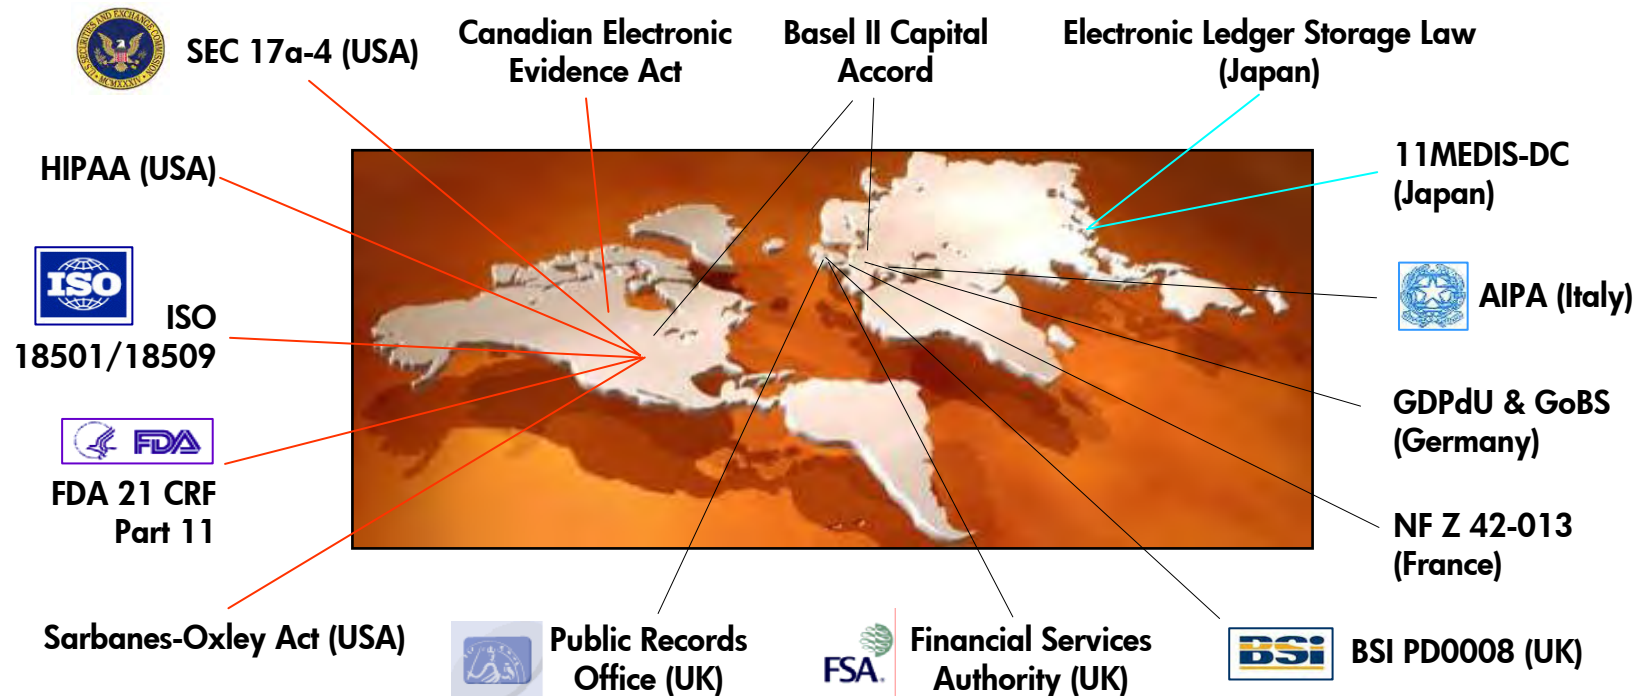 SEC 17a-4 (USA)
Canadian Electronic
Evidence Act
Basel II Capital
Accord
Electronic Ledger Storage Law
(Japan)
HIPAA (USA)
11MEDIS-DC
(Japan)
ISO
ISO
18501/18509
AIPA (Italy)
FDA
FDA 21 CRF
Part 11
GDPdU & GoBS
(Germany)
NF Z 42-013
(France)
Sarbanes-Oxley Act (USA)
Public Records
Office (UK)
FSA.
Financial Services
Authority (UK)
BSi
BSI PD0008 (UK)